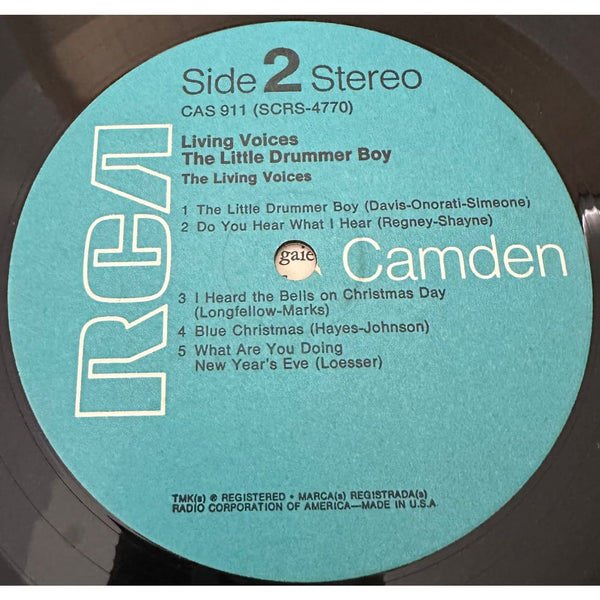 Side 2 Stereo
CAS 911 (SCRS-4770)
Living Voices
The Little Drummer Boy
The Living Voices
1 The Little Drummer Boy (Davis-Onorati-Simeone)
2 Do You Hear What I Hear (Regney-Shayne)
RCA
gaie
Camden
3 I Heard the Bells on Christmas Day
(Longfellow-Marks)
4 Blue Christmas (Hayes-Johnson)
5 What Are You Doing
New Year's Eve (Loesser)
TMK(s) ® REGISTERED • MARCA(s) REGISTRADA(s)
RADIO CORPORATION OF AMERICA—MADE IN U.S.A.